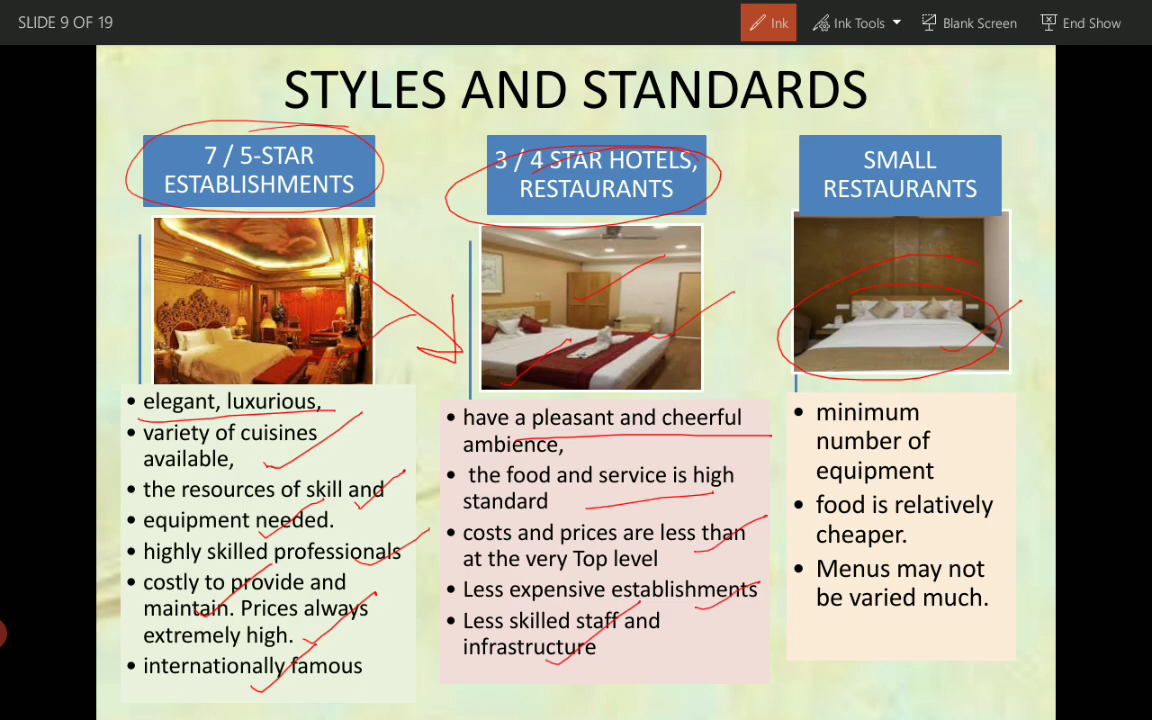 SLIDE 9 OF 19
Ink
Ink Tools
Blank Screen
End Show
STYLES AND STANDARDS
7 / 5-STAR
ESTABLISHMENTS
• elegant, luxurious,
• variety of cuisines
available,
• the resources of skill and
• equipment needed.
• highly skilled professionals
• costly to provide and
maintain. Prices always
extremely high.
• internationally famous
3 / 4 STAR HOTELS,
RESTAURANTS
• have a pleasant and cheerful
ambience,
• the food and service is high
standard
• costs and prices are less than
at the very Top level
• Less expensive establishments
• Less skilled staff and
infrastructure
SMALL
RESTAURANTS
• minimum
number of
equipment
• food is relatively
cheaper.
• Menus may not
be varied much.